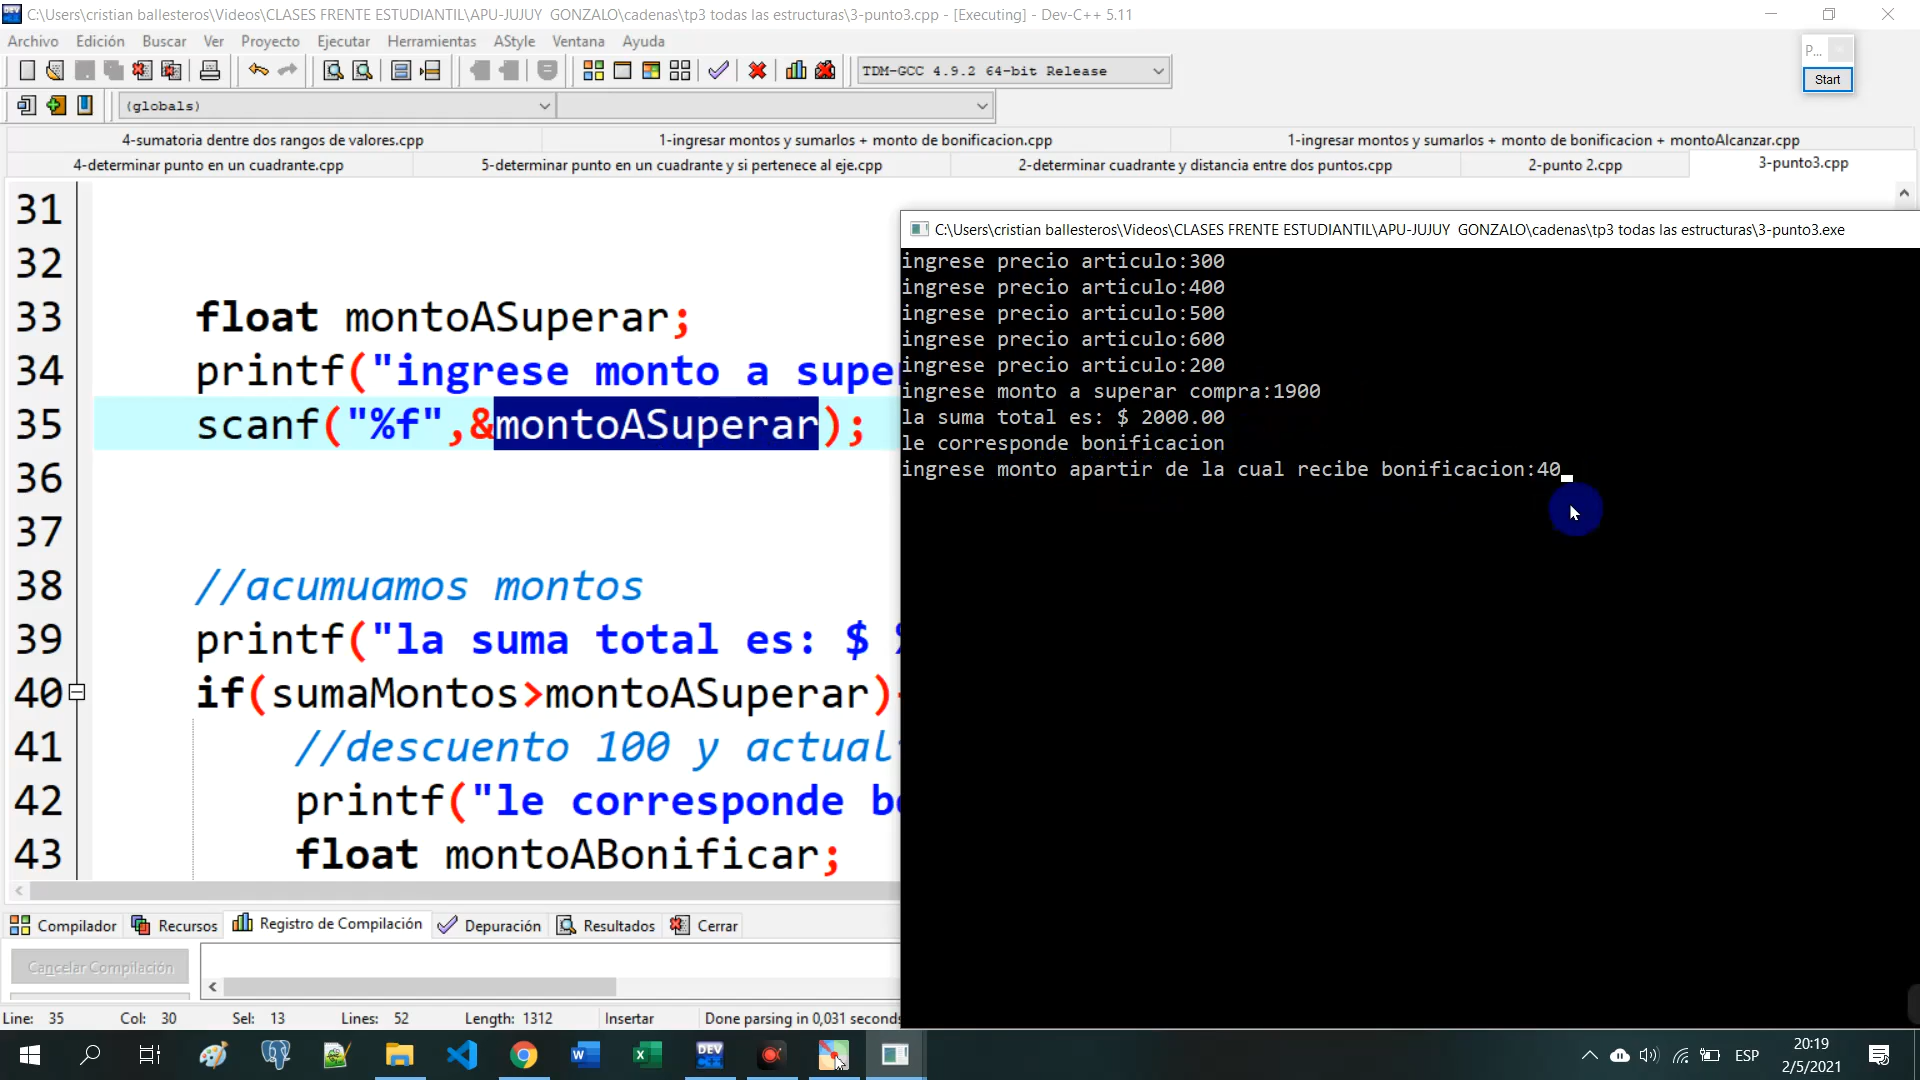 C:\Users\cristian ballesteros\Videos\CLASES FRENTE ESTUDIANTIL\APU-JUJUY  GONZALO\cadenas\tp3 todas las estructuras\3-punto3.cpp - [Executing] - Dev-C++ 5.11
Archivo Edición Buscar Ver Proyecto Ejecutar Herramientas AStyle Ventana Ayuda
P...
TDM-GCC 4.9.2 64-bit Release
Start
(globals)
4-sumatoria dentre dos rangos de valores.cpp 1-ingresar montos y sumarlos + monto de bonificacion.cpp 1-ingresar montos y sumarlos + monto de bonificacion + montoAlcanzar.cpp
4-determinar punto en un cuadrante.cpp 5-determinar punto en un cuadrante y si pertenece al eje.cpp 2-determinar cuadrante y distancia entre dos puntos.cpp 2-punto 2.cpp 3-punto3.cpp
31
32
33 float montoASuperar;
34 printf("ingrese monto a supe
35 scanf("%f",&montoASuperar);
36
37
38 //acumuamos montos
39 printf("la suma total es: $
40 if(sumaMontos>montoASuperar)
41 //descuento 100 y actual
42 printf("le corresponde b
43 float montoABonificar;
C:\Users\cristian ballesteros\Videos\CLASES FRENTE ESTUDIANTIL\APU-JUJUY  GONZALO\cadenas\tp3 todas las estructuras\3-punto3.exe
ingrese precio articulo:300
ingrese precio articulo:400
ingrese precio articulo:500
ingrese precio articulo:600
ingrese precio articulo:200
ingrese monto a superar compra:1900
la suma total es: $ 2000.00
le corresponde bonificacion
ingrese monto apartir de la cual recibe bonificacion:40
Compilador Recursos Registro de Compilación Depuración Resultados Cerrar
Cancelar Compilación
Line: 35 Col: 30 Sel: 13 Lines: 52 Length: 1312 Insertar Done parsing in 0,031 seconds
DEV C++
ESP
20:19
2/5/2021